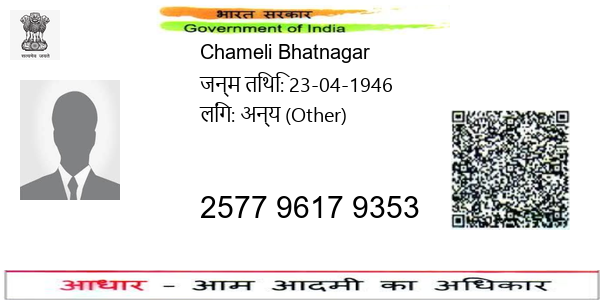 भारत सरकार
Government of India
सत्यमेव जयते
Chameli Bhatnagar
जन्म तिथि: 23-04-1946
लिंग: अन्य (Other)
2577 9617 9353
आधार - आम आदमी का अधिकार